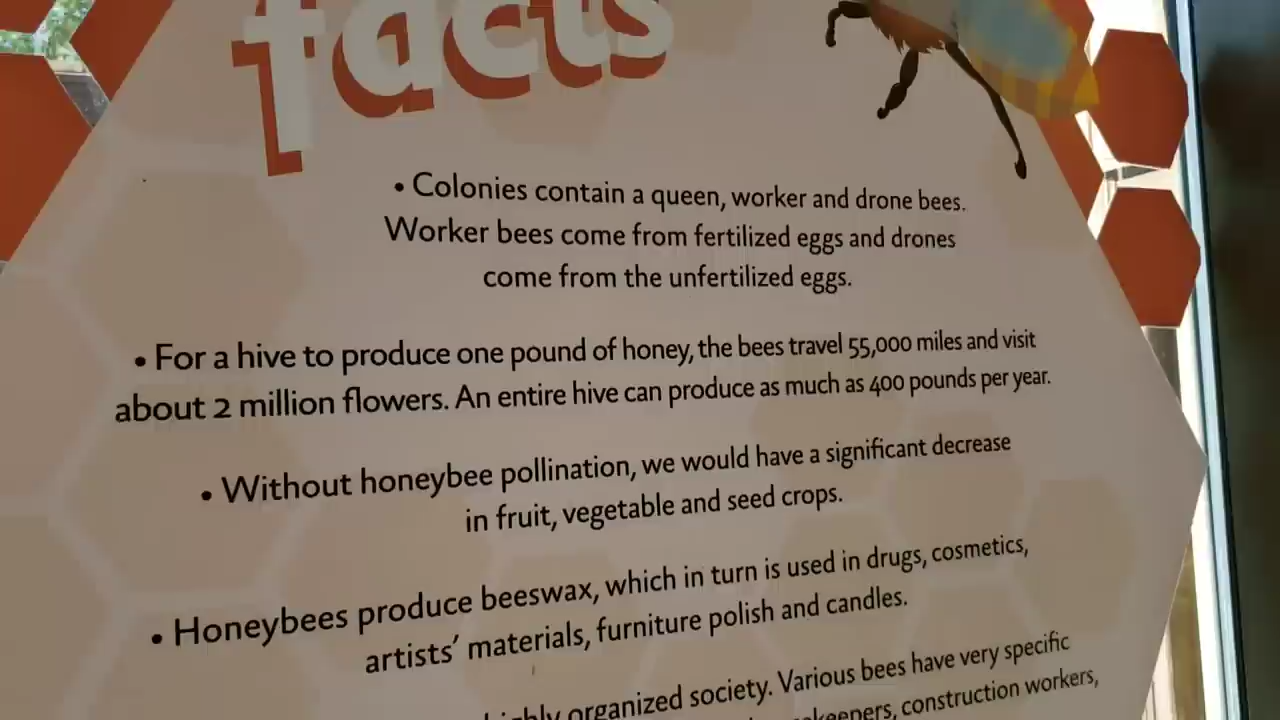 facts
• Colonies contain a queen, worker and drone bees.
Worker bees come from fertilized eggs and drones
come from the unfertilized eggs.
• For a hive to produce one pound of honey, the bees travel 55,000 miles and visit
about 2 million flowers. An entire hive can produce as much as 400 pounds per year.
• Without honeybee pollination, we would have a significant decrease
in fruit, vegetable and seed crops.
• Honeybees produce beeswax, which in turn is used in drugs, cosmetics,
artists' materials, furniture polish and candles.
organized society. Various bees have very specific
construction workers,